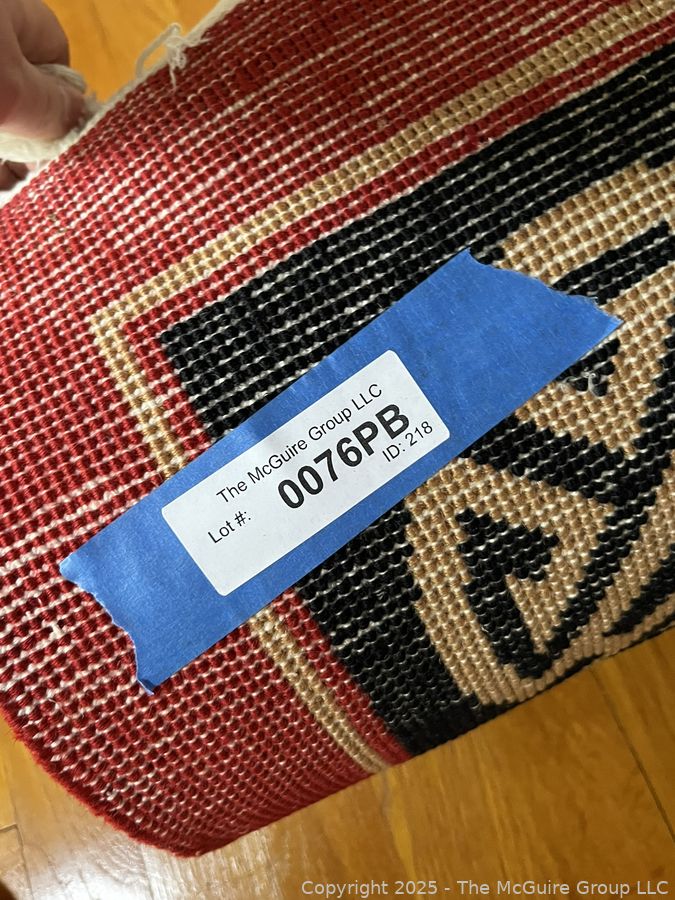 The McGuire Group LLC
Lot #: 0076PB
ID: 218
Copyright 2025 - The McGuire Group LLC